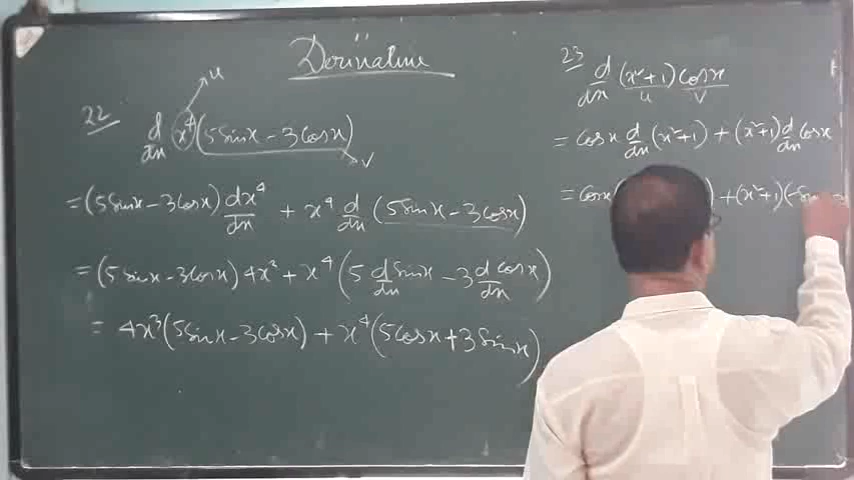 Derivative
22 d/dx x⁴(5Sinx - 3Cosx)
u
v
= (5Sinx - 3Cosx) dx⁴/dx + x⁴ d/dx (5Sinx - 3Cosx)
= (5Sinx - 3Cosx) 4x³ + x⁴ (5 d/dx Sinx - 3 d/dx Cosx)
= 4x³(5Sinx - 3Cosx) + x⁴(5Cosx + 3Sinx)
23 d/dx (x²+1) Cosx
u v
= Cosx d/dx (x²+1) + (x²+1) d/dx Cosx
= Cosx ( ) + (x²+1)(-Sin